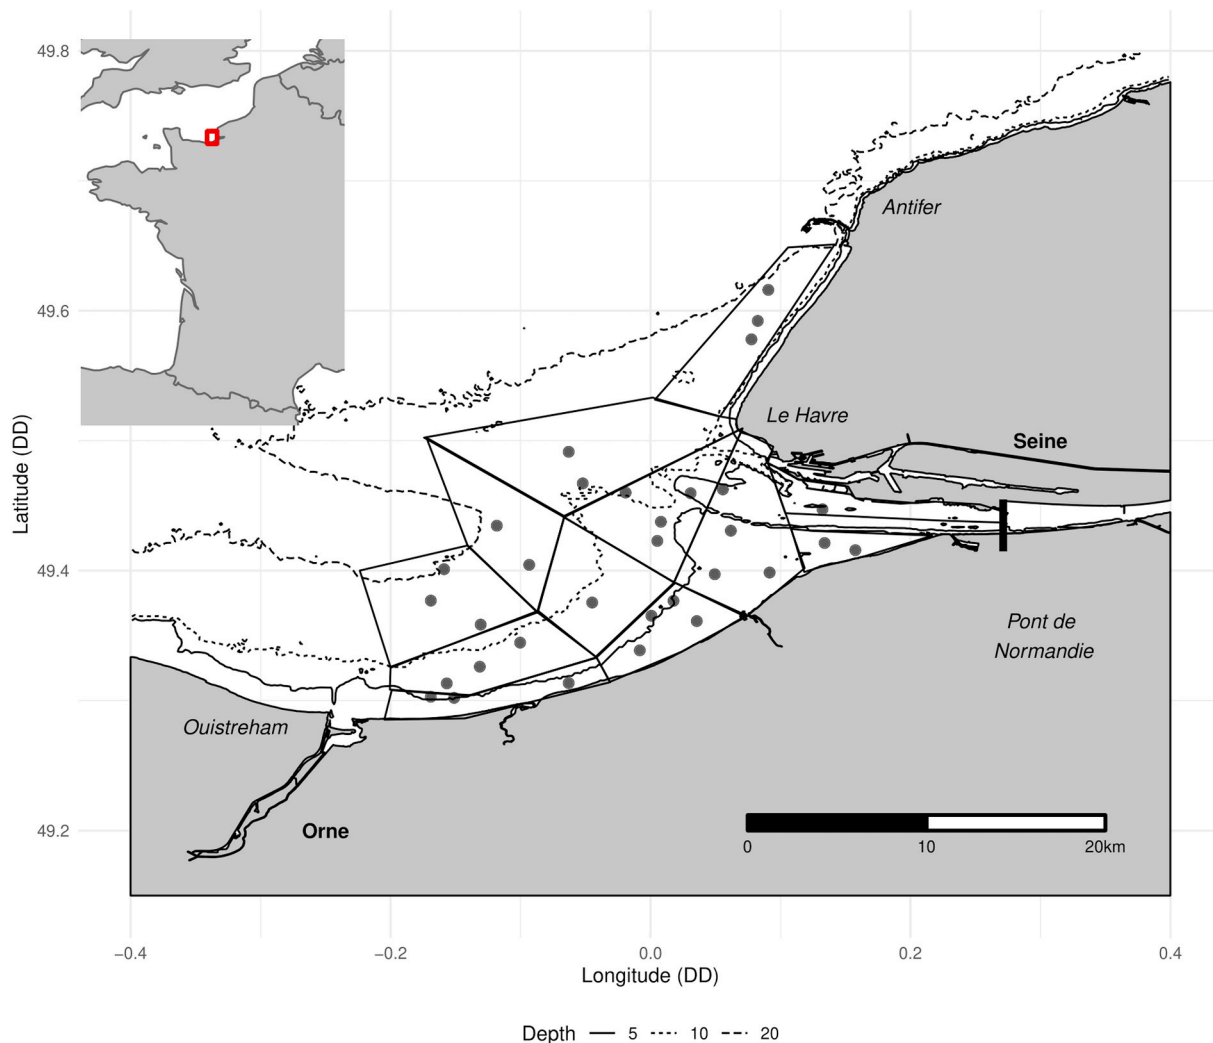 49.8
Antifer
49.6
Le Havre
Seine
Latitude (DD)
49.4
Pont de
Normandie
Ouistreham
Orne
49.2
0 10 20km
−0.4 −0.2 0.0 0.2 0.4
Longitude (DD)
Depth 5 10 20